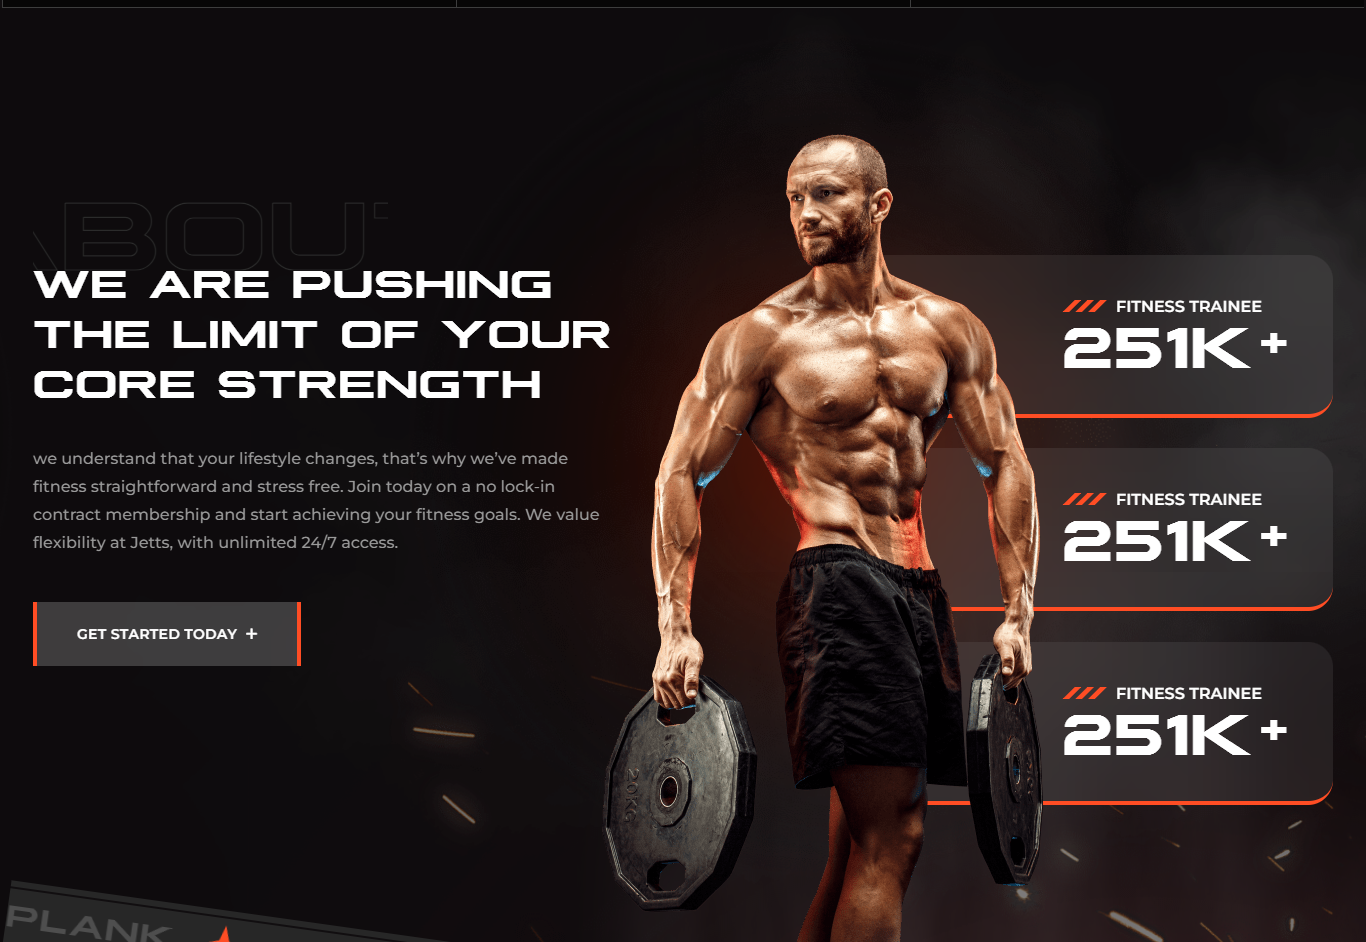 ABOUT
WE ARE PUSHING
THE LIMIT OF YOUR
CORE STRENGTH
we understand that your lifestyle changes, that’s why we’ve made
fitness straightforward and stress free. Join today on a no lock-in
contract membership and start achieving your fitness goals. We value
flexibility at Jetts, with unlimited 24/7 access.
GET STARTED TODAY +
FITNESS TRAINEE
251K +
FITNESS TRAINEE
251K +
FITNESS TRAINEE
251K +
20KG
PLANK